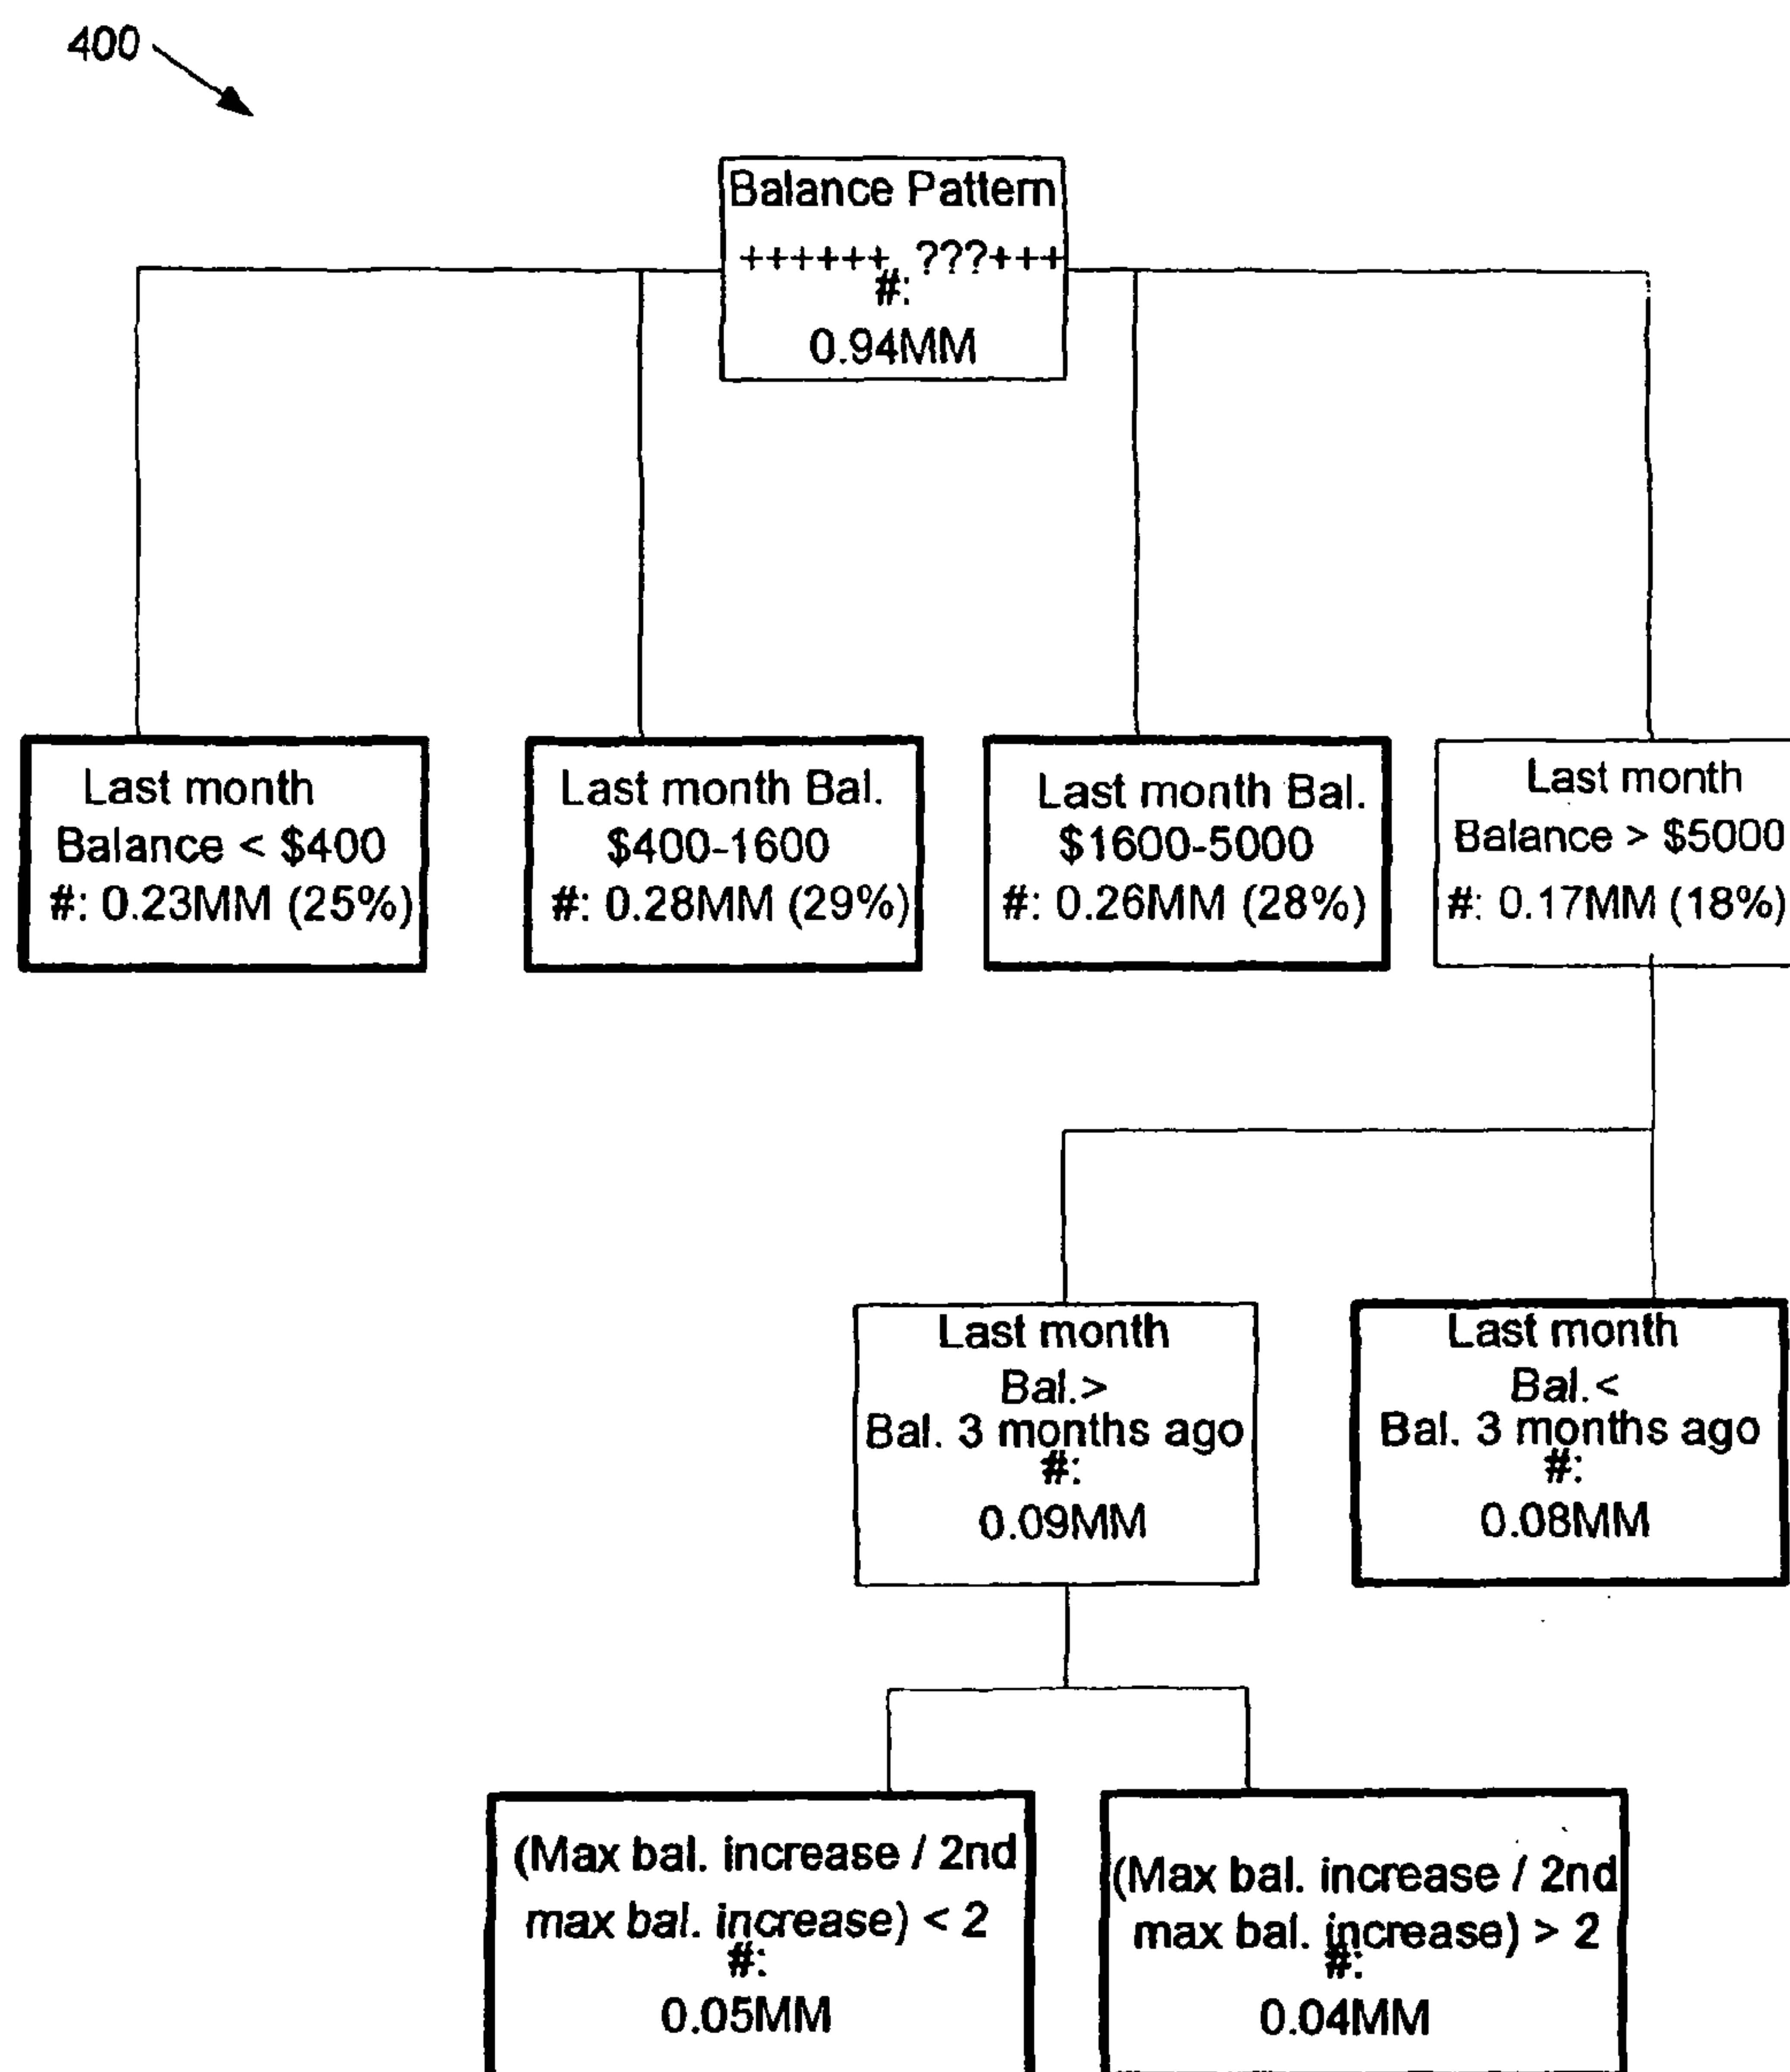 400
Balance Pattern
++++++, ???+++
#:
0.94MM
Last month
Balance < $400
#: 0.23MM (25%)
Last month Bal.
$400-1600
#: 0.28MM (29%)
Last month Bal.
$1600-5000
#: 0.26MM (28%)
Last month
Balance > $5000
#: 0.17MM (18%)
Last month
Bal.>
Bal. 3 months ago
#:
0.09MM
Last month
Bal.<
Bal. 3 months ago
#:
0.08MM
(Max bal. increase / 2nd
max bal. increase) < 2
#:
0.05MM
(Max bal. increase / 2nd
max bal. increase) > 2
#:
0.04MM